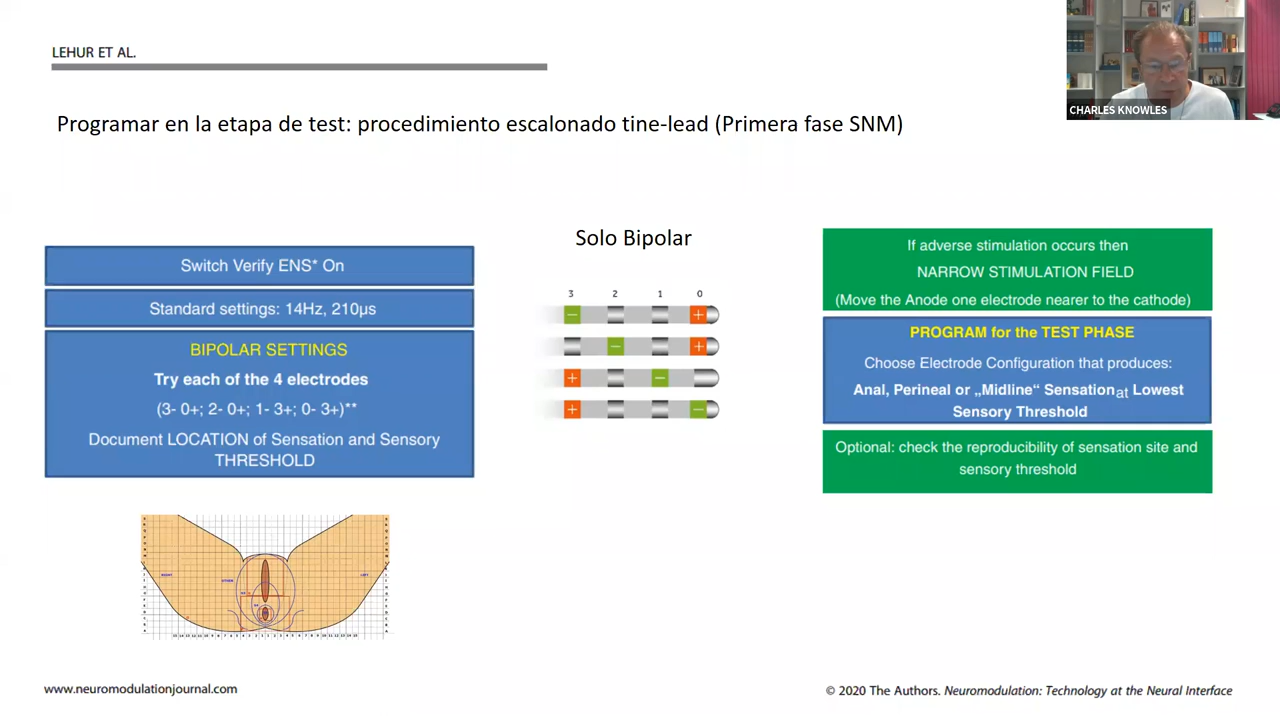 LEHUR ET AL.
CHARLES KNOWLES
Programar en la etapa de test: procedimiento escalonado tine-lead (Primera fase SNM)
Switch Verify ENS* On
Standard settings: 14Hz, 210µs
BIPOLAR SETTINGS
Try each of the 4 electrodes
(3- 0+; 2- 0+; 1- 3+; 0- 3+)**
Document LOCATION of Sensation and Sensory
THRESHOLD
Solo Bipolar
3 2 1 0
− +
− +
+ −
+ −
If adverse stimulation occurs then
NARROW STIMULATION FIELD
(Move the Anode one electrode nearer to the cathode)
PROGRAM for the TEST PHASE
Choose Electrode Configuration that produces:
Anal, Perineal or „Midline“ Sensation at Lowest
Sensory Threshold
Optional: check the reproducibility of sensation site and
sensory threshold
www.neuromodulationjournal.com
© 2020 The Authors. Neuromodulation: Technology at the Neural Interface